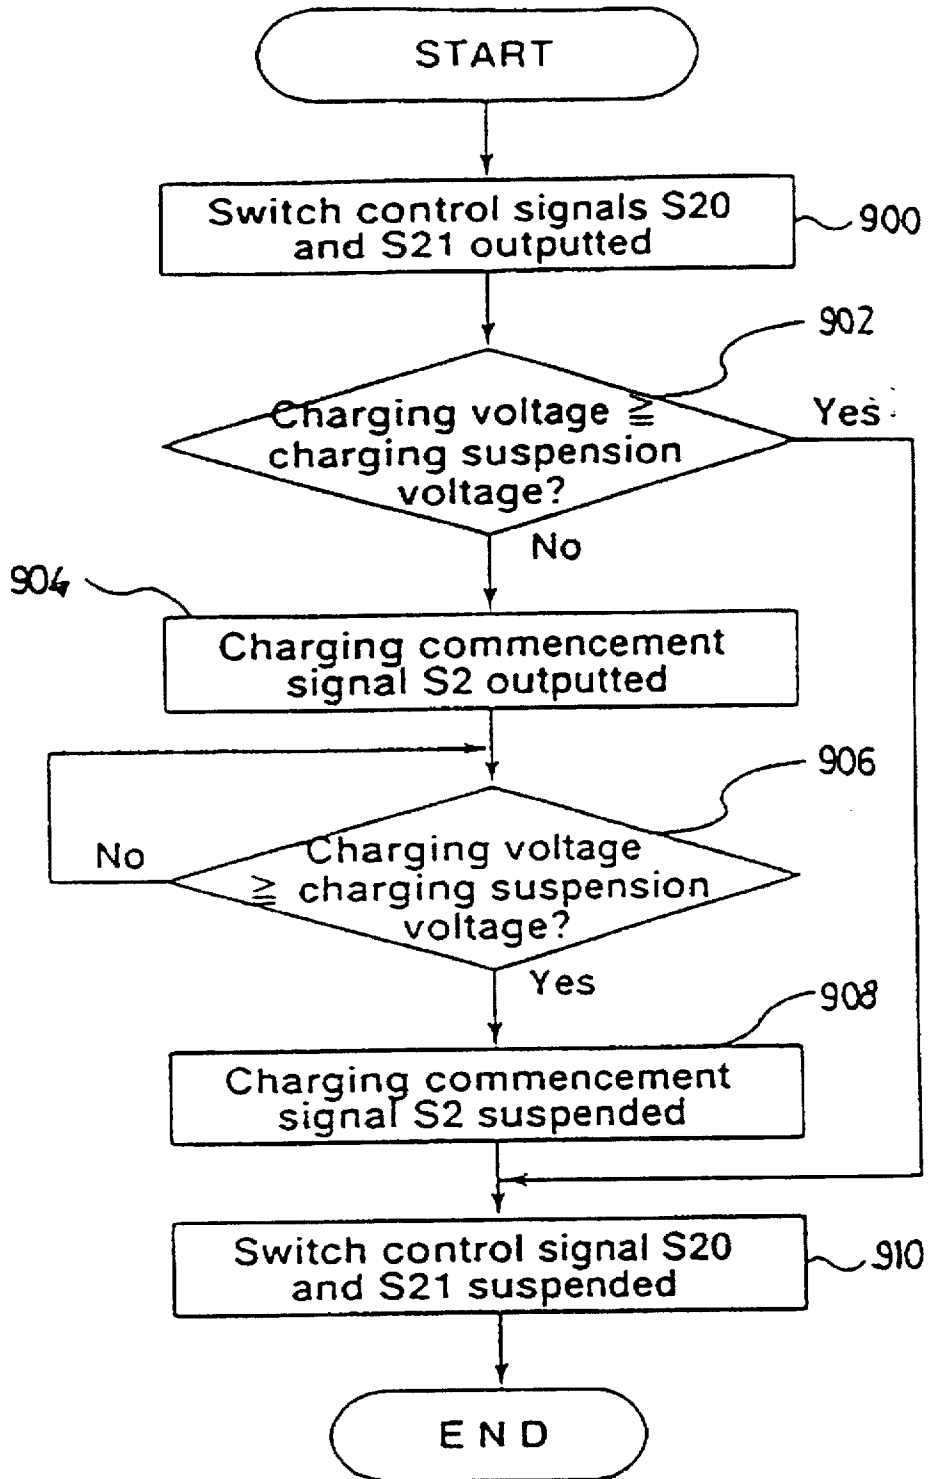 START
Switch control signals S20
and S21 outputted
900
902
Charging voltage ≧
charging suspension
voltage?
Yes
No
904
Charging commencement
signal S2 outputted
906
Charging voltage
≧ charging suspension
voltage?
No
Yes
908
Charging commencement
signal S2 suspended
Switch control signal S20
and S21 suspended
910
END